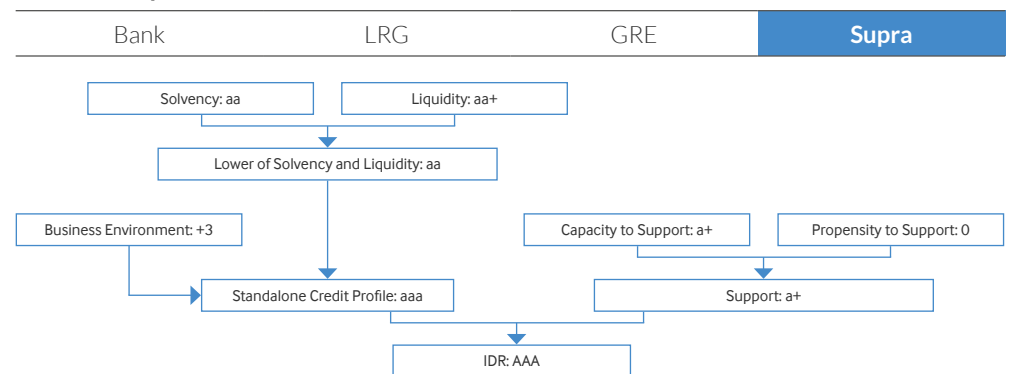 Bank LRG GRE Supra
Solvency: aa Liquidity: aa+
Lower of Solvency and Liquidity: aa
Business Environment: +3 Capacity to Support: a+ Propensity to Support: 0
Standalone Credit Profile: aaa Support: a+
IDR: AAA